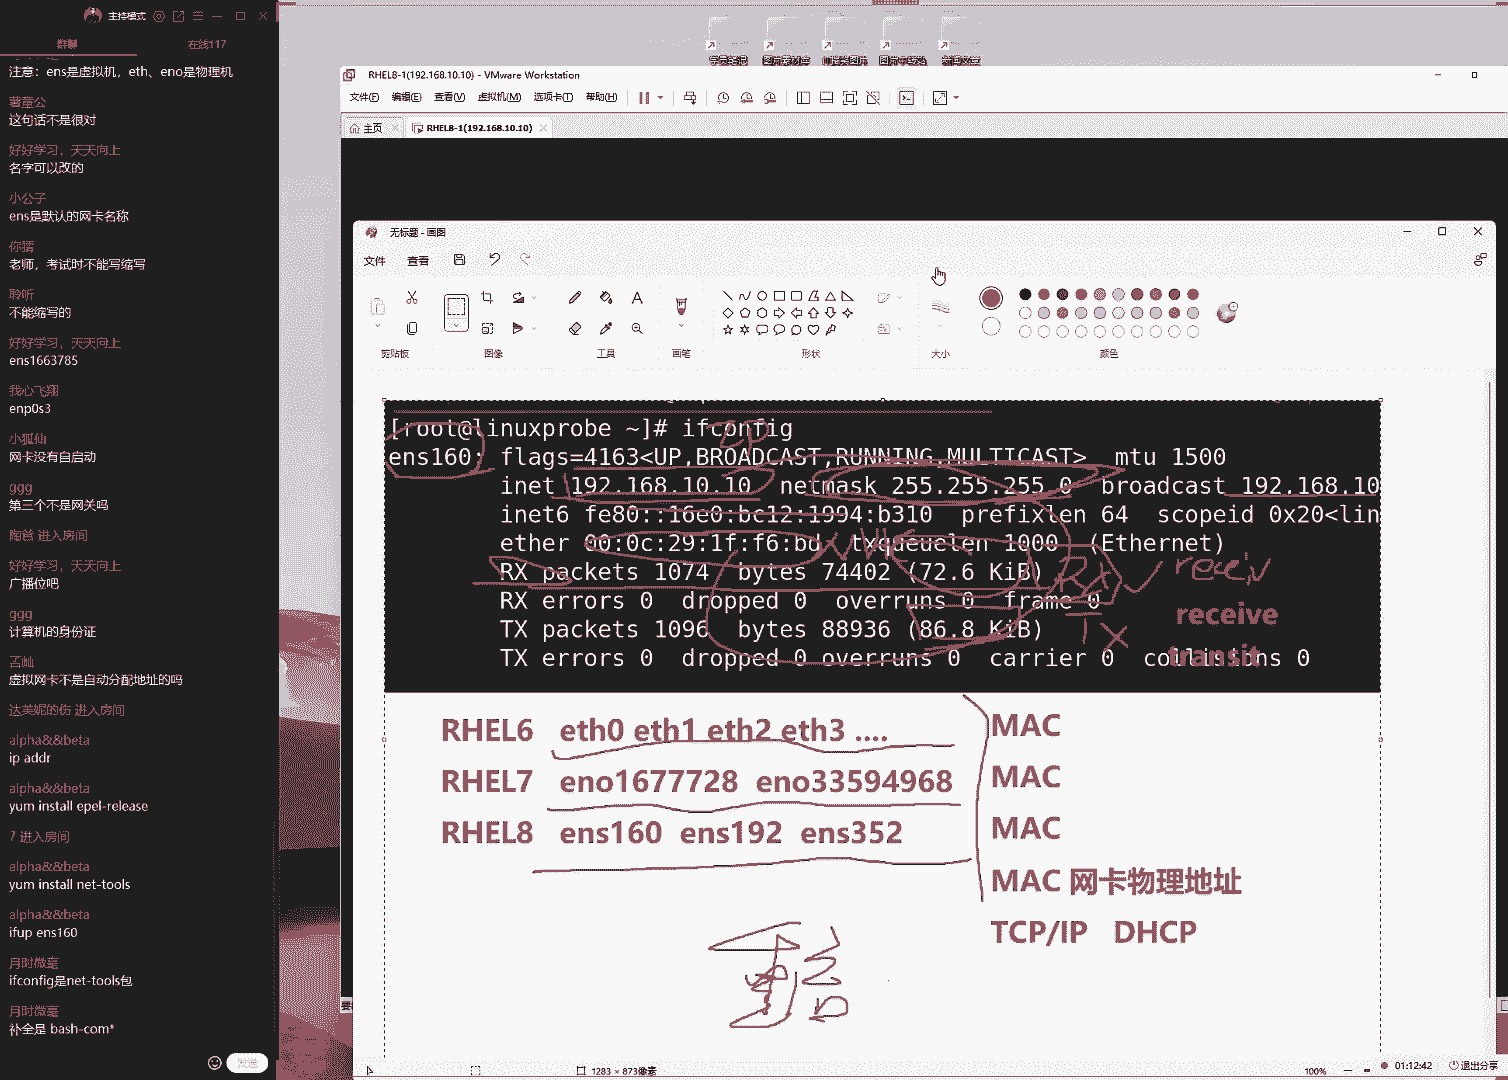 主持模式
群聊
在线117
注意：ens是虚拟机，eth、eno是物理机
薯童公
这句话不是很对
好好学习，天天向上
名字可以改的
小公子
ens是默认的网卡名称
你猜
老师，考试时不能写缩写
聆听
不能缩写的
好好学习，天天向上
ens1663785
我心飞翔
enp0s3
小狐仙
网卡没有自启动
ggg
第三个不是网关吗
进入房间
好好学习，天天向上
广播位吧
ggg
计算机的身份证
孟灿
虚拟网卡不是自动分配地址的吗
达芙妮的伤 进入房间
alpha&&beta
ip addr
alpha&&beta
yum install epel-release
7 进入房间
alpha&&beta
yum install net-tools
alpha&&beta
ifup ens160
月时微毫
ifconfig是net-tools包
月时微毫
补全是 bash-com*
发送
RHEL8-1(192.168.10.10) - VMware Workstation
文件(F) 编辑(E) 查看(V) 虚拟机(M) 选项卡(T) 帮助(H)
主页 RHEL8-1(192.168.10.10)
无标题 - 画图
文件 查看
剪贴板 图像 工具 画笔 形状 大小 颜色
[root@linuxprobe ~]# ifconfig
ens160: flags=4163<UP,BROADCAST,RUNNING,MULTICAST> mtu 1500
inet 192.168.10.10 netmask 255.255.255.0 broadcast 192.168.10
inet6 fe80::16e0:bc12:1994:b310 prefixlen 64 scopeid 0x20<lin
ether 00:0c:29:1f:f6:bd txqueuelen 1000 (Ethernet)
RX packets 1074 bytes 74402 (72.6 KiB)
RX errors 0 dropped 0 overruns 0 frame 0
TX packets 1096 bytes 88936 (86.8 KiB)
TX errors 0 dropped 0 overruns 0 carrier 0 collisions 0
RX
TX
receive
transit
RHEL6 eth0 eth1 eth2 eth3 .... MAC
RHEL7 eno1677728 eno33594968 MAC
RHEL8 ens160 ens192 ens352 MAC
MAC 网卡物理地址
TCP/IP DHCP
1283 × 873像素
100%
01:12:42
退出分享